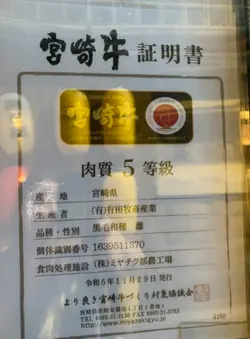 宮崎牛 証明書
宮崎牛
肉質 5 等級
産地 宮崎県
生産者 (有)有田牧畜産業
品種・性別 黒毛和種 雌
個体識別番号 1639511370
食肉処理施設 (株)ミヤチク都農工場
令和5年11月29日 発行
より良き宮崎牛づくり対策協議会
http://www.miyazakigyu.jp